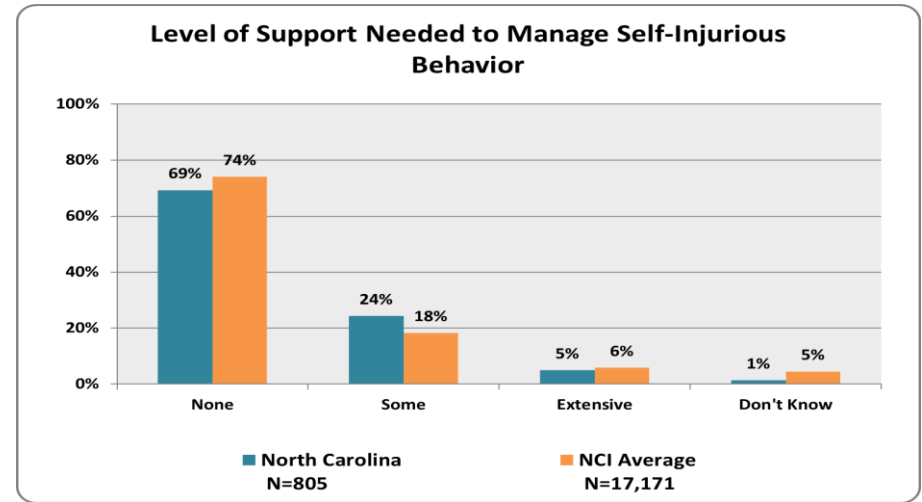 Level of Support Needed to Manage Self-Injurious
Behavior
100%
80%
60%
40%
20%
0%
69%
74%
24%
18%
5%
6%
1%
5%
None
Some
Extensive
Don't Know
North Carolina
N=805
NCI Average
N=17,171